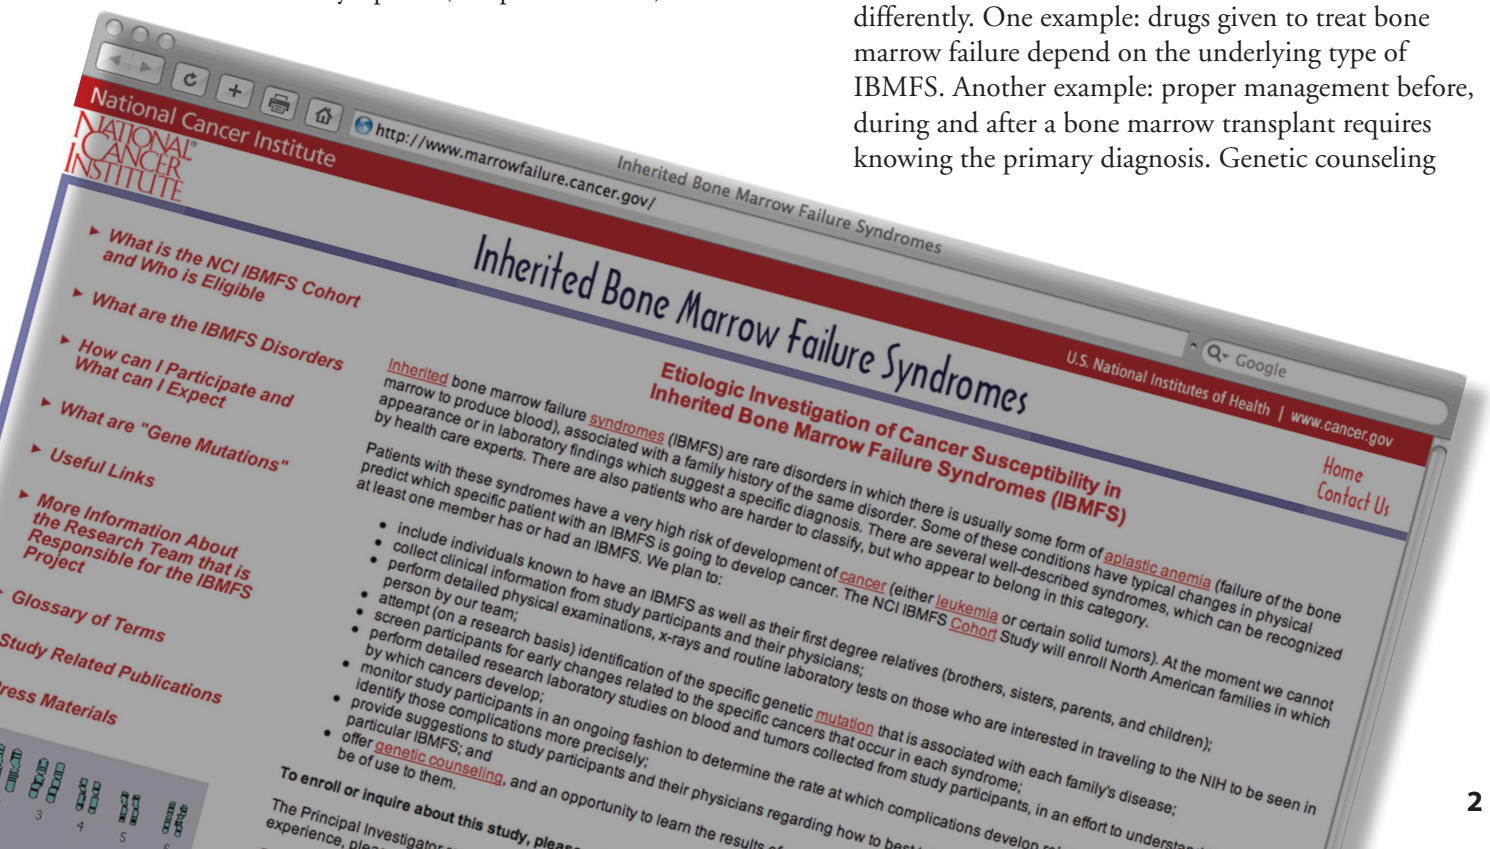 differently. One example: drugs given to treat bone
marrow failure depend on the underlying type of
IBMFS. Another example: proper management before,
during and after a bone marrow transplant requires
knowing the primary diagnosis. Genetic counseling
Inherited Bone Marrow Failure Syndromes
http://www.marrowfailure.cancer.gov/
Google
National Cancer Institute
U.S. National Institutes of Health | www.cancer.gov
NATIONAL®
CANCER
INSTITUTE
Inherited Bone Marrow Failure Syndromes
Home
Contact Us
What is the NCI IBMFS Cohort
and Who is Eligible
What are the IBMFS Disorders
How can I Participate and
What can I Expect
What are "Gene Mutations"
Useful Links
More Information About
the Research Team that is
Responsible for the IBMFS
Project
Glossary of Terms
Study Related Publications
Press Materials
3
4
5
6
Etiologic Investigation of Cancer Susceptibility in
Inherited Bone Marrow Failure Syndromes (IBMFS)
Inherited bone marrow failure syndromes (IBMFS) are rare disorders in which there is usually some form of aplastic anemia (failure of the bone
marrow to produce blood), associated with a family history of the same disorder. Some of these conditions have typical changes in physical
appearance or in laboratory findings which suggest a specific diagnosis. There are several well-described syndromes, which can be recognized
by health care experts. There are also patients who are harder to classify, but who appear to belong in this category.
Patients with these syndromes have a very high risk of development of cancer (either leukemia or certain solid tumors). At the moment we cannot
predict which specific patient with an IBMFS is going to develop cancer. The NCI IBMFS Cohort Study will enroll North American families in which
at least one member has or had an IBMFS. We plan to:
• include individuals known to have an IBMFS as well as their first degree relatives (brothers, sisters, parents, and children);
• collect clinical information from study participants and their physicians;
• perform detailed physical examinations, x-rays and routine laboratory tests on those who are interested in traveling to the NIH to be seen in
person by our team;
• attempt (on a research basis) identification of the specific genetic mutation that is associated with each family's disease;
• screen participants for early changes related to the specific cancers that occur in each syndrome;
• perform detailed research laboratory studies on blood and tumors collected from study participants, in an effort to understand
by which cancers develop;
• monitor study participants in an ongoing fashion to determine the rate at which complications develop
identify those complications more precisely;
• provide suggestions to study participants and their physicians regarding how to best
particular IBMFS; and
• offer genetic counseling, and an opportunity to learn the results of
be of use to them.
To enroll or inquire about this study, please
The Principal Investigator
experience,
2